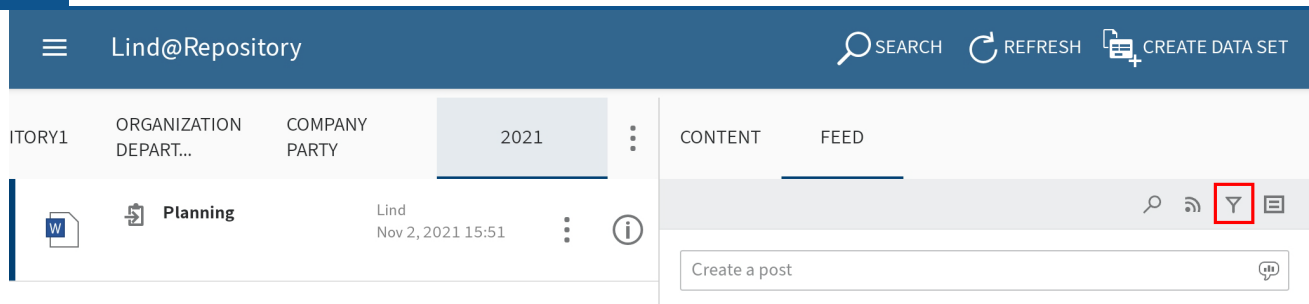 Lind@Repository
SEARCH
REFRESH
CREATE DATA SET
ITORY1
ORGANIZATION
DEPART...
COMPANY
PARTY
2021
CONTENT
FEED
W
Planning
Lind
Nov 2, 2021 15:51
Create a post